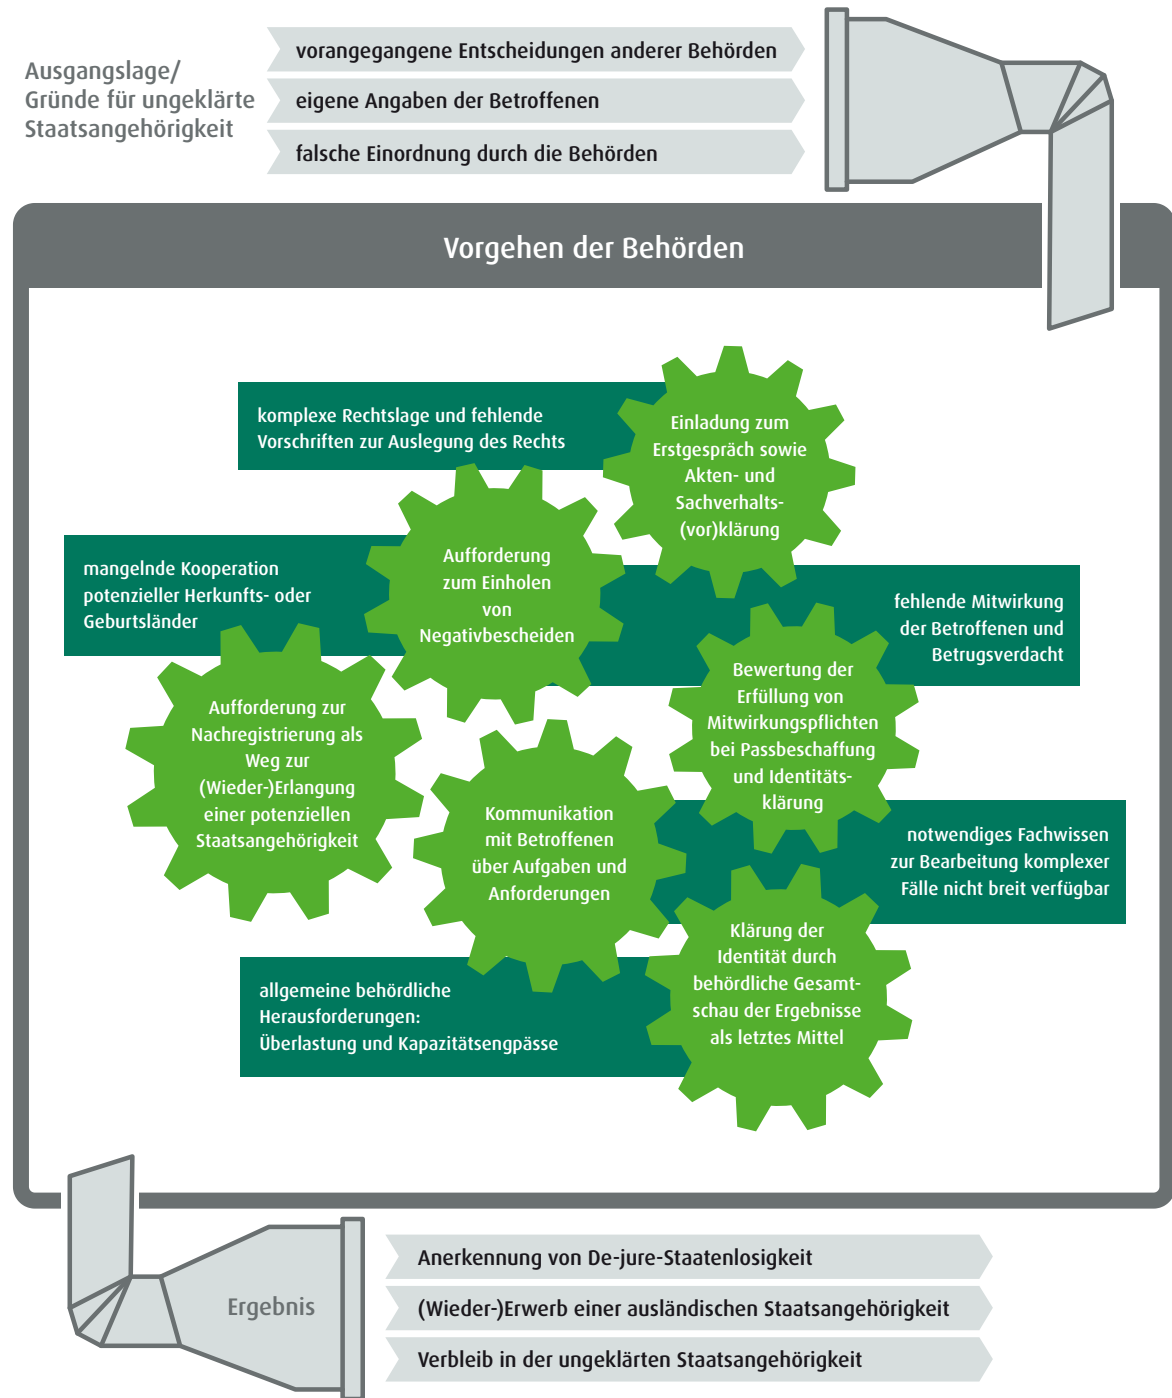 Ausgangslage/
Gründe für ungeklärte
Staatsangehörigkeit
vorangegangene Entscheidungen anderer Behörden
eigene Angaben der Betroffenen
falsche Einordnung durch die Behörden
Vorgehen der Behörden
komplexe Rechtslage und fehlende
Vorschriften zur Auslegung des Rechts
Einladung zum
Erstgespräch sowie
Akten- und
Sachverhalts-
(vor)klärung
mangelnde Kooperation
potenzieller Herkunfts- oder
Geburtsländer
Aufforderung
zum Einholen
von
Negativbescheiden
fehlende Mitwirkung
der Betroffenen und
Betrugsverdacht
Aufforderung zur
Nachregistrierung als
Weg zur
(Wieder-)Erlangung
einer potenziellen
Staatsangehörigkeit
Bewertung der
Erfüllung von
Mitwirkungspflichten
bei Passbeschaffung
und Identitäts-
klärung
Kommunikation
mit Betroffenen
über Aufgaben und
Anforderungen
notwendiges Fachwissen
zur Bearbeitung komplexer
Fälle nicht breit verfügbar
allgemeine behördliche
Herausforderungen:
Überlastung und Kapazitätsengpässe
Klärung der
Identität durch
behördliche Gesamt-
schau der Ergebnisse
als letztes Mittel
Ergebnis
Anerkennung von De-jure-Staatenlosigkeit
(Wieder-)Erwerb einer ausländischen Staatsangehörigkeit
Verbleib in der ungeklärten Staatsangehörigkeit